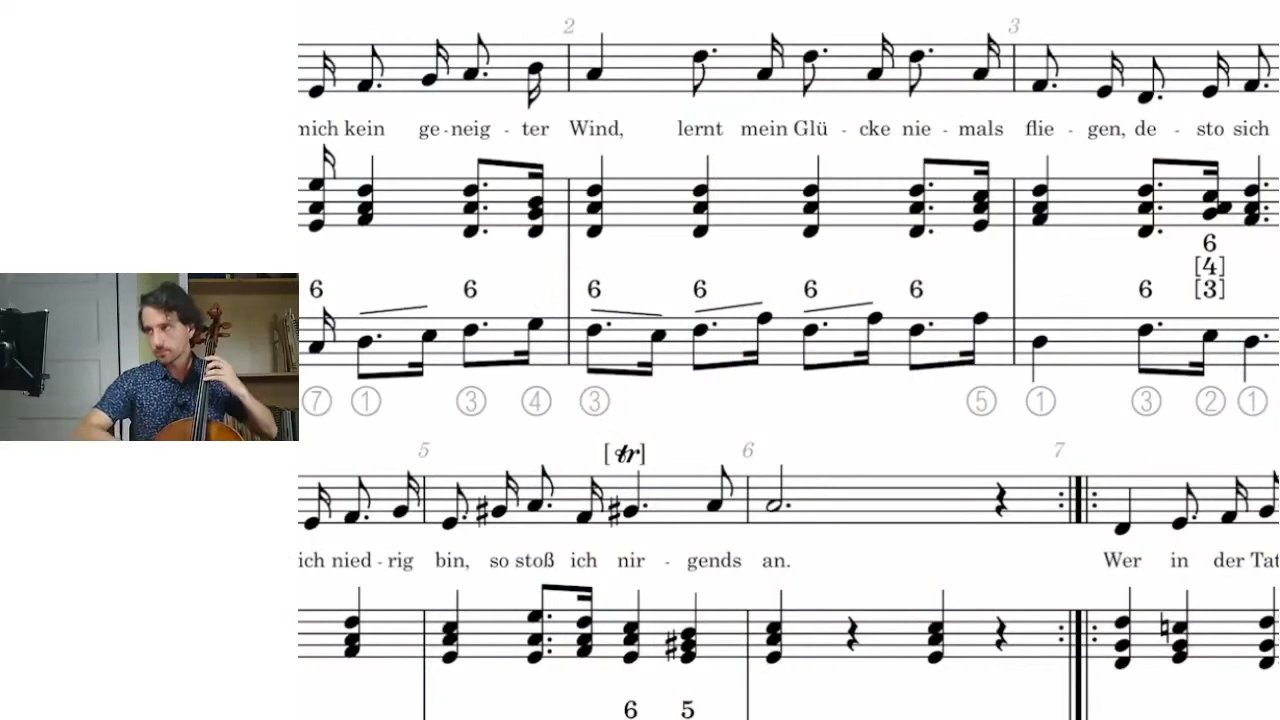 2 3
mich kein ge - neig - ter Wind, lernt mein Glü - cke nie - mals flie - gen, de - sto sich
6 6 6 6 6 6 6 6
[4]
[3]
7 1 3 4 3 5 1 3 2 1
5 [tr] 6 7
ich nied - rig bin, so stoß ich nir - gends an. Wer in der Tat
6 5